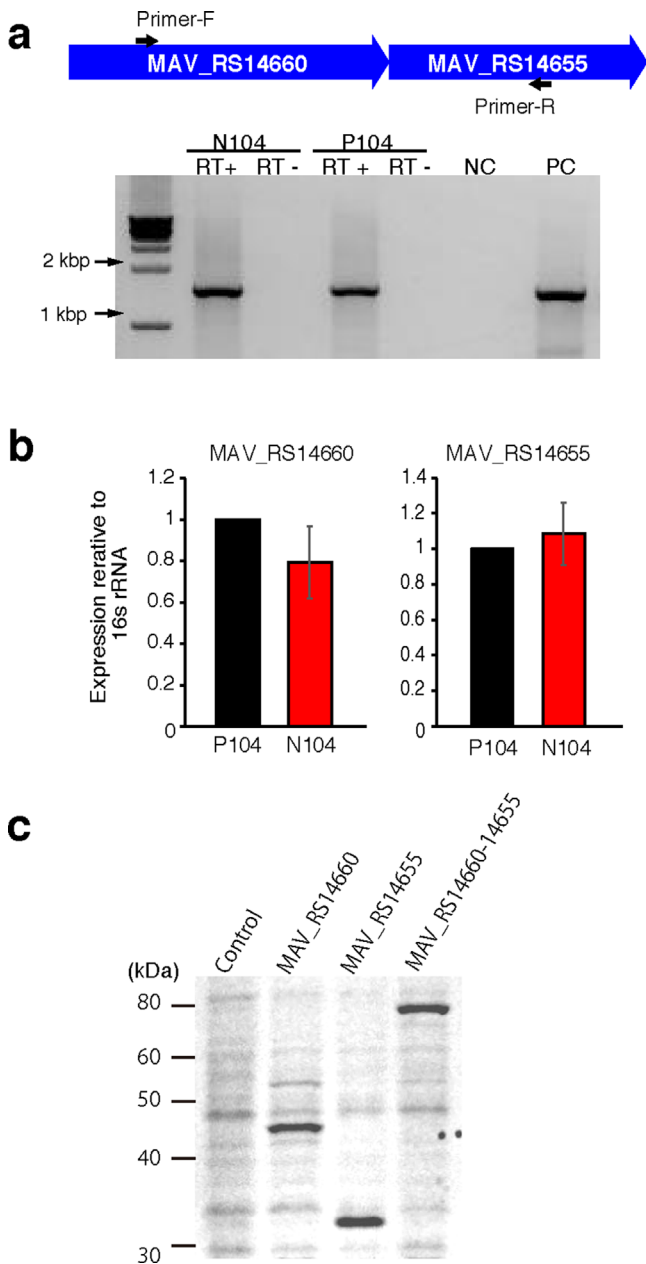 a
Primer-F
MAV_RS14660 MAV_RS14655
Primer-R
N104 P104
RT+ RT - RT + RT - NC PC
2 kbp
1 kbp
b
MAV_RS14660
Expression rerative to
16s rRNA
1.2
1
0.8
0.6
0.4
0.2
0
P104 N104
MAV_RS14655
1.4
1.2
1
0.8
0.6
0.4
0.2
0
P104 N104
c
Control
MAV_RS14660
MAV_RS14655
MAV_RS14660-14655
(kDa)
80
60
50
40
30